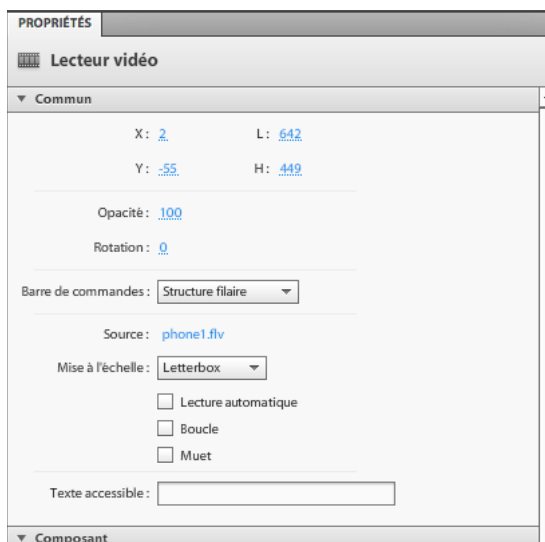 PROPRIÉTÉS
Lecteur vidéo
Commun
X : 2 L : 642
Y : -55 H : 449
Opacité : 100
Rotation : 0
Barre de commandes : Structure filaire
Source : phone1.flv
Mise à l'échelle : Letterbox
Lecture automatique
Boucle
Muet
Texte accessible :
Composant